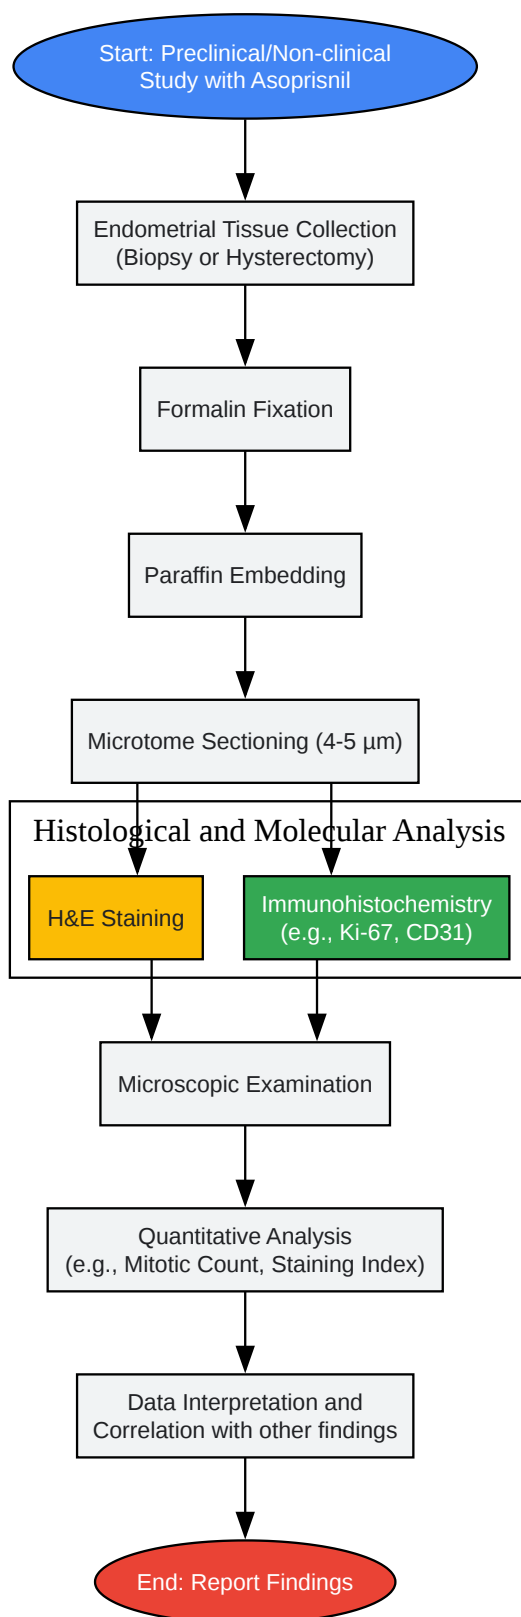 Start: Preclinical/Non-clinical
Study with Asoprisnil
Endometrial Tissue Collection
(Biopsy or Hysterectomy)
Formalin Fixation
Paraffin Embedding
Microtome Sectioning (4-5 µm)
Histological and Molecular Analysis
H&E Staining
Immunohistochemistry
(e.g., Ki-67, CD31)
Microscopic Examination
Quantitative Analysis
(e.g., Mitotic Count, Staining Index)
Data Interpretation and
Correlation with other findings
End: Report Findings